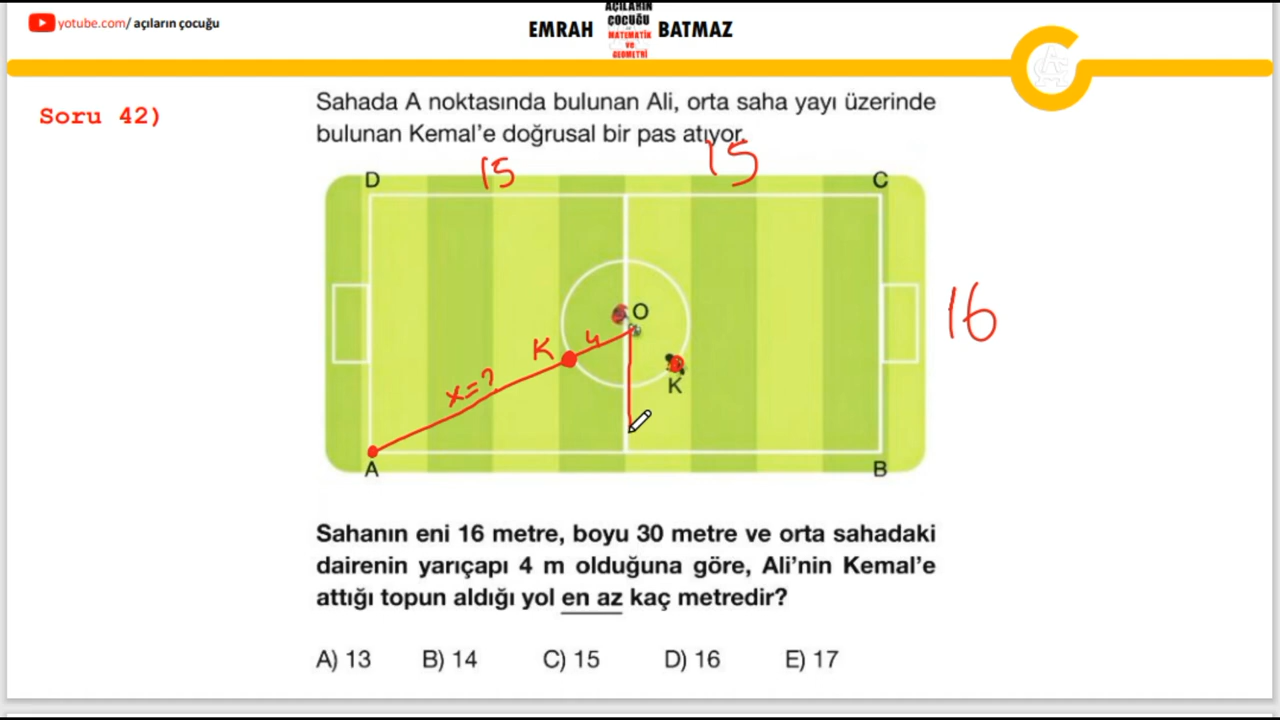 yotube.com/ açıların çocuğu
EMRAH
AÇILARIN
ÇOCUĞU
MATEMATİK
ve
GEOMETRİ
BATMAZ
Soru 42)
Sahada A noktasında bulunan Ali, orta saha yayı üzerinde
bulunan Kemal'e doğrusal bir pas atıyor.
15
15
D
C
16
O
4
K
K
x=?
A
B
Sahanın eni 16 metre, boyu 30 metre ve orta sahadaki
dairenin yarıçapı 4 m olduğuna göre, Ali'nin Kemal'e
attığı topun aldığı yol en az kaç metredir?
A) 13 B) 14 C) 15 D) 16 E) 17